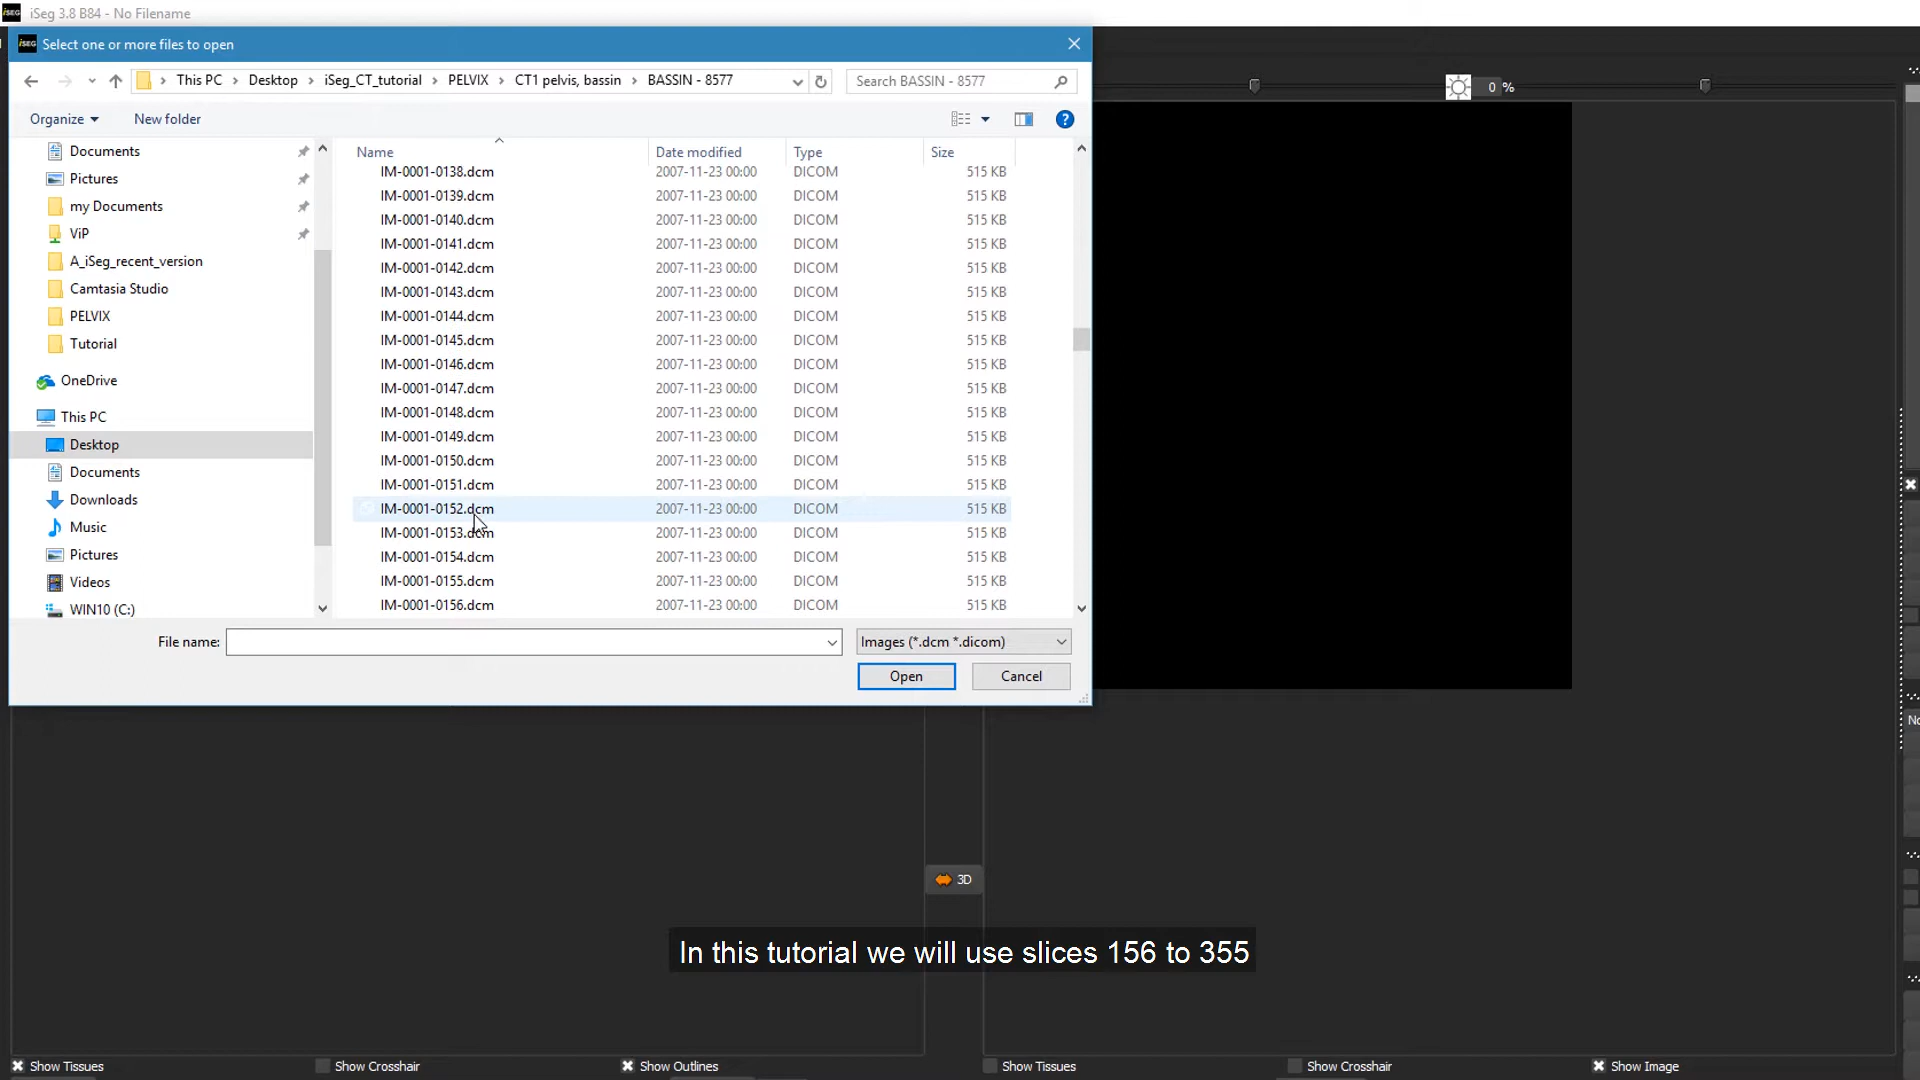 iSeg 3.8 B84 - No Filename
Select one or more files to open
This PC > Desktop > iSeg_CT_tutorial > PELVIX > CT1 pelvis, bassin > BASSIN - 8577
Search BASSIN - 8577
0 %
Organize
New folder
Name
Date modified
Type
Size
Documents
Pictures
my Documents
ViP
A_iSeg_recent_version
Camtasia Studio
PELVIX
Tutorial
OneDrive
This PC
Desktop
Documents
Downloads
Music
Pictures
Videos
WIN10 (C:)
IM-0001-0138.dcm 2007-11-23 00:00 DICOM 515 KB
IM-0001-0139.dcm 2007-11-23 00:00 DICOM 515 KB
IM-0001-0140.dcm 2007-11-23 00:00 DICOM 515 KB
IM-0001-0141.dcm 2007-11-23 00:00 DICOM 515 KB
IM-0001-0142.dcm 2007-11-23 00:00 DICOM 515 KB
IM-0001-0143.dcm 2007-11-23 00:00 DICOM 515 KB
IM-0001-0144.dcm 2007-11-23 00:00 DICOM 515 KB
IM-0001-0145.dcm 2007-11-23 00:00 DICOM 515 KB
IM-0001-0146.dcm 2007-11-23 00:00 DICOM 515 KB
IM-0001-0147.dcm 2007-11-23 00:00 DICOM 515 KB
IM-0001-0148.dcm 2007-11-23 00:00 DICOM 515 KB
IM-0001-0149.dcm 2007-11-23 00:00 DICOM 515 KB
IM-0001-0150.dcm 2007-11-23 00:00 DICOM 515 KB
IM-0001-0151.dcm 2007-11-23 00:00 DICOM 515 KB
IM-0001-0152.dcm 2007-11-23 00:00 DICOM 515 KB
IM-0001-0153.dcm 2007-11-23 00:00 DICOM 515 KB
IM-0001-0154.dcm 2007-11-23 00:00 DICOM 515 KB
IM-0001-0155.dcm 2007-11-23 00:00 DICOM 515 KB
IM-0001-0156.dcm 2007-11-23 00:00 DICOM 515 KB
File name:
Images (*.dcm *.dicom)
Open
Cancel
3D
In this tutorial we will use slices 156 to 355
Show Tissues
Show Crosshair
Show Outlines
Show Tissues
Show Crosshair
Show Image